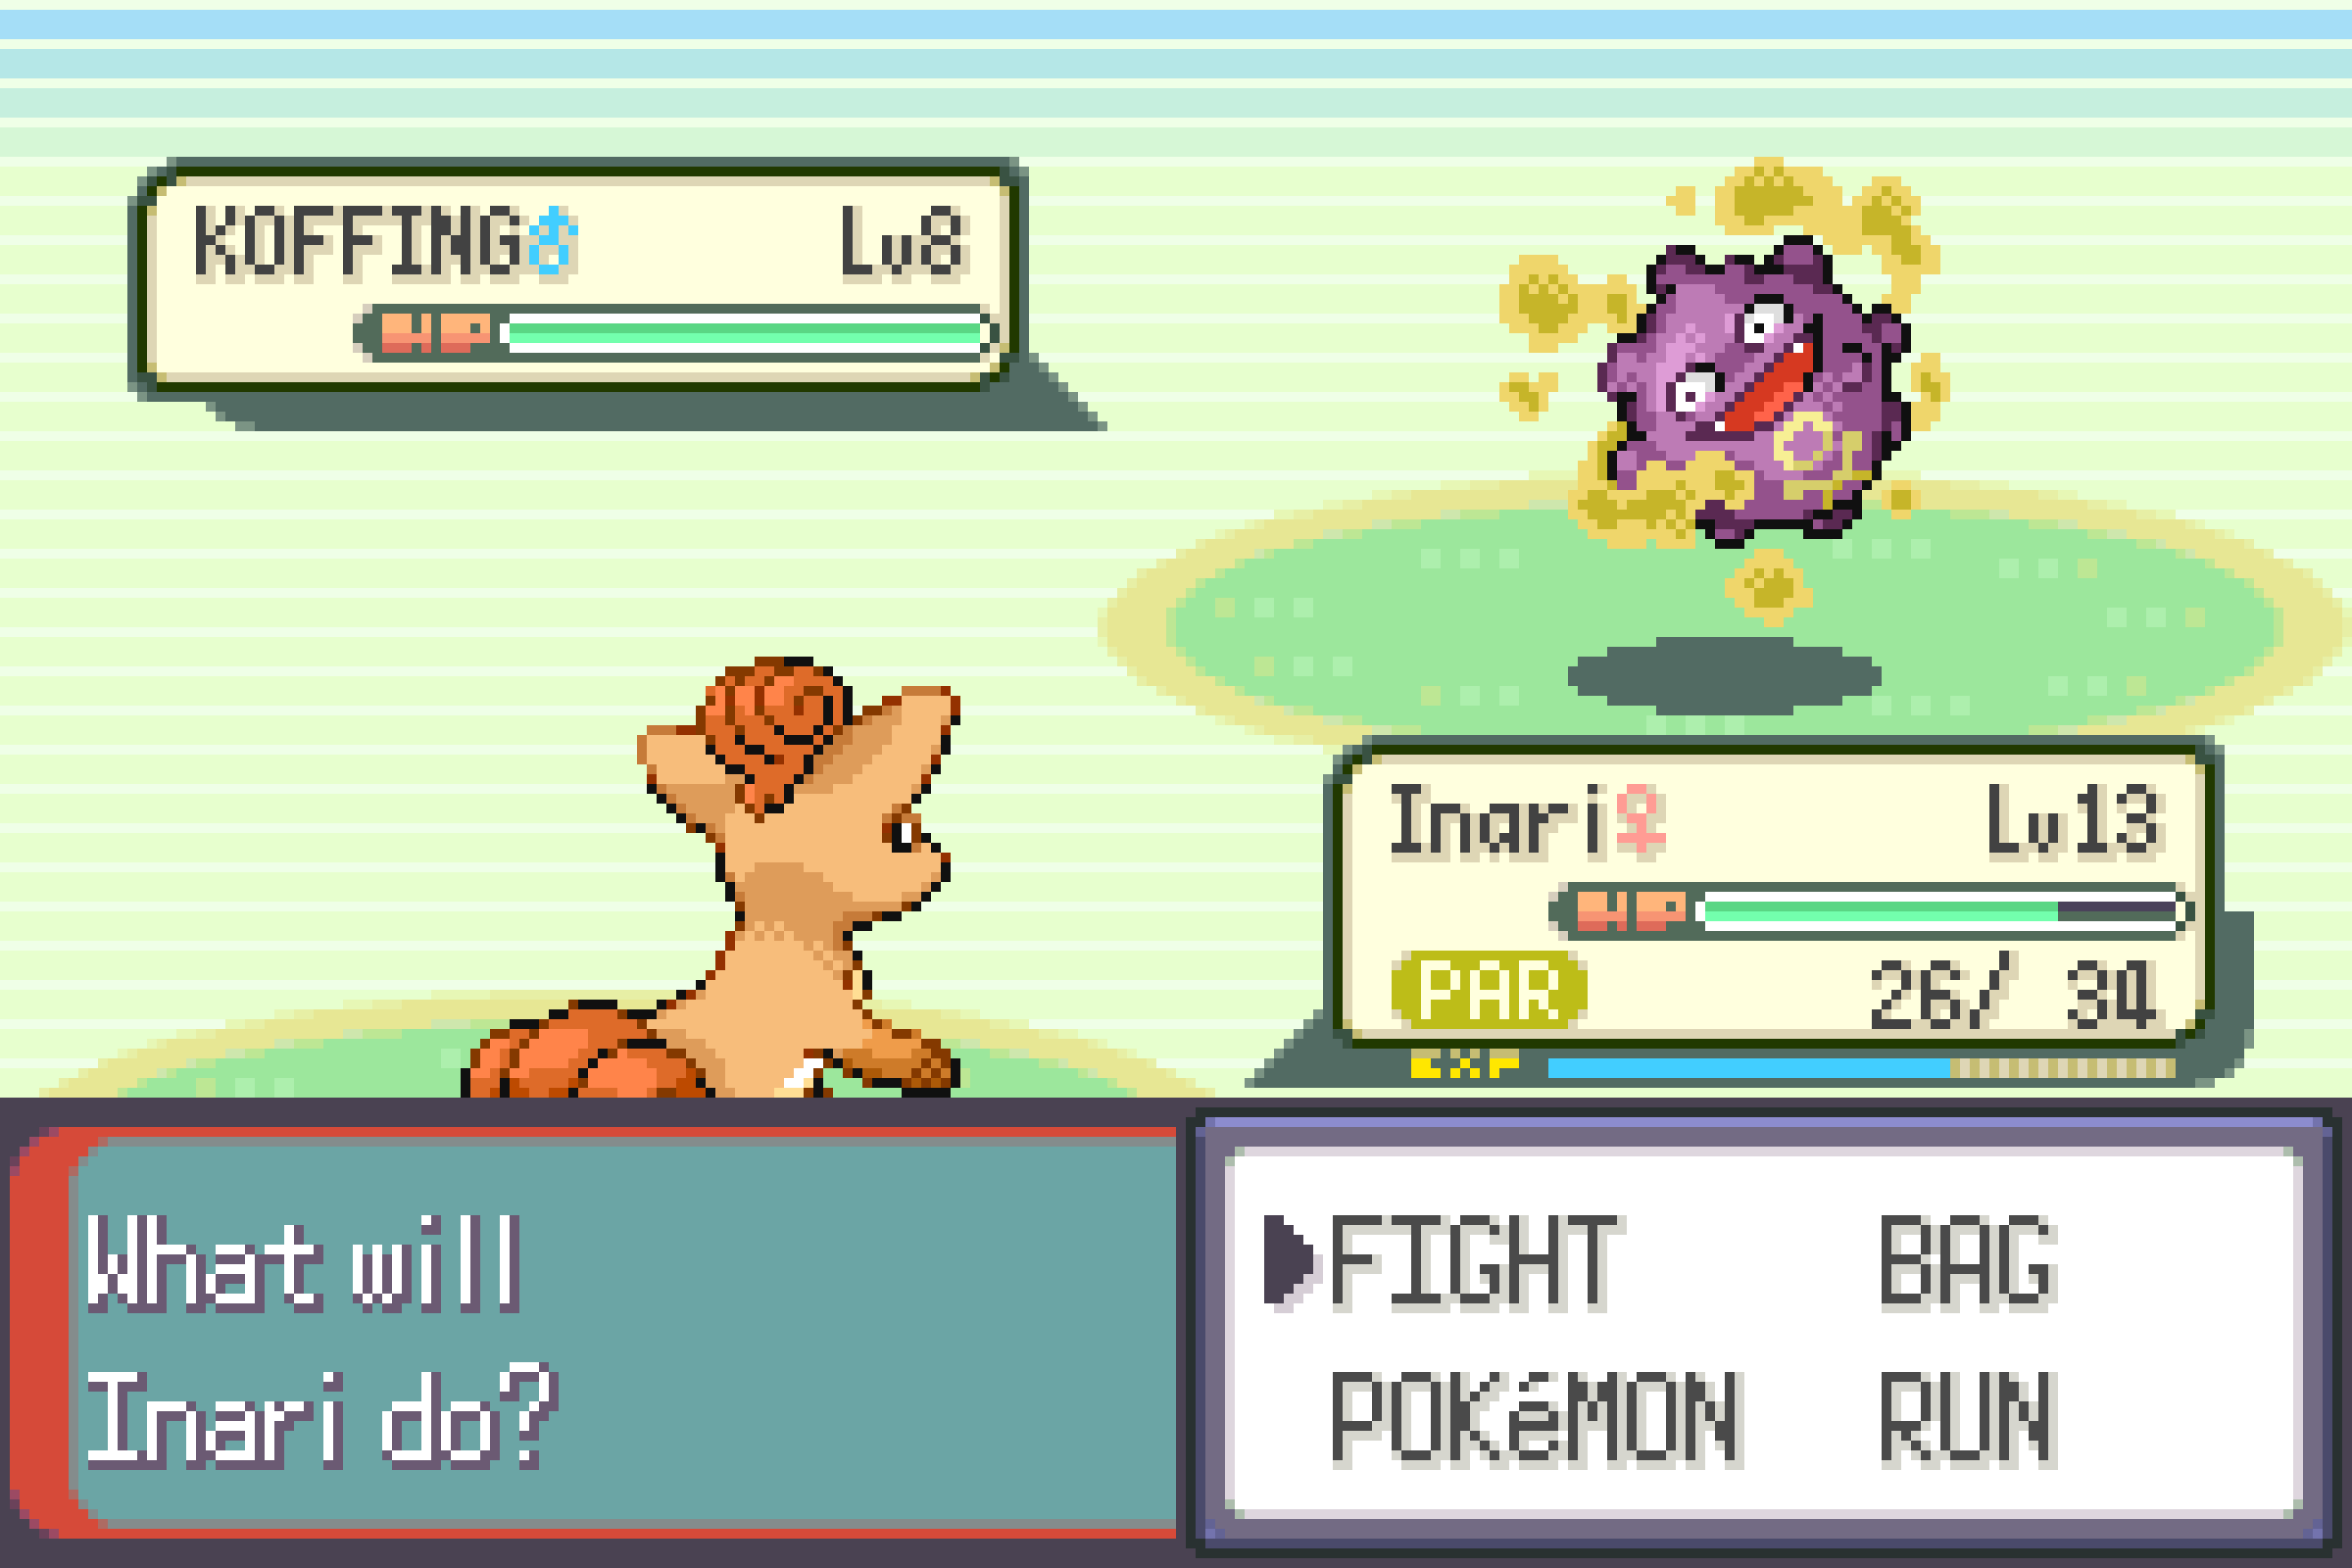 KOFFING♂ Lv8
HP
Inari♀ Lv13
HP
PAR 26/ 34
EXP
What will
Inari do?
FIGHT BAG
POKéMON RUN